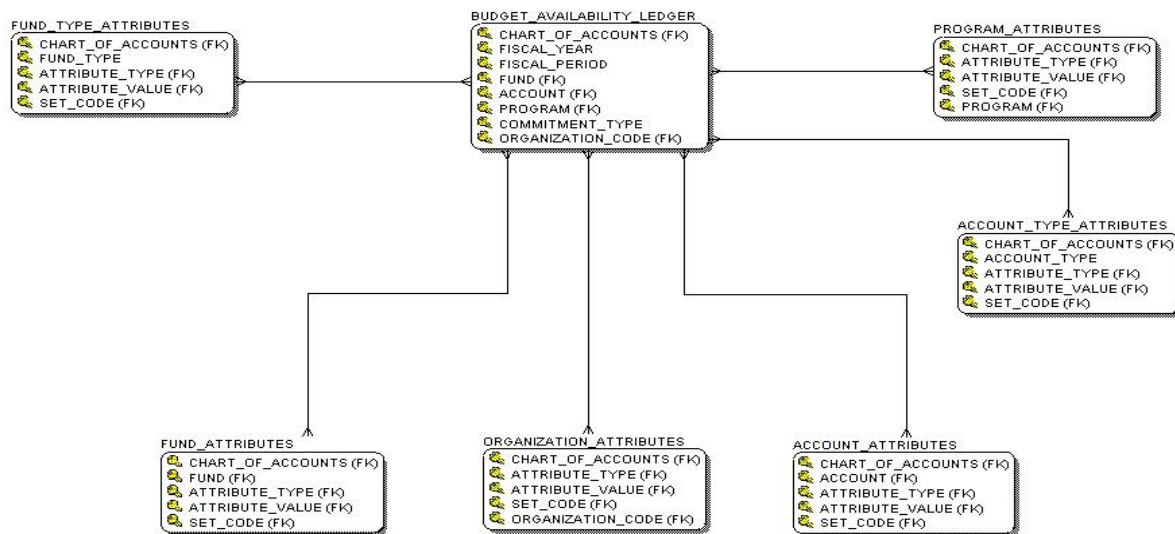 FUND_TYPE_ATTRIBUTES
CHART_OF_ACCOUNTS (FK)
FUND_TYPE
ATTRIBUTE_TYPE (FK)
ATTRIBUTE_VALUE (FK)
SET_CODE (FK)
BUDGET_AVAILABILITY_LEDGER
CHART_OF_ACCOUNTS (FK)
FISCAL_YEAR
FISCAL_PERIOD
FUND (FK)
ACCOUNT (FK)
PROGRAM (FK)
COMMITMENT_TYPE
ORGANIZATION_CODE (FK)
PROGRAM_ATTRIBUTES
CHART_OF_ACCOUNTS (FK)
ATTRIBUTE_TYPE (FK)
ATTRIBUTE_VALUE (FK)
SET_CODE (FK)
PROGRAM (FK)
ACCOUNT_TYPE_ATTRIBUTES
CHART_OF_ACCOUNTS (FK)
ACCOUNT_TYPE
ATTRIBUTE_TYPE (FK)
ATTRIBUTE_VALUE (FK)
SET_CODE (FK)
FUND_ATTRIBUTES
CHART_OF_ACCOUNTS (FK)
FUND (FK)
ATTRIBUTE_TYPE (FK)
ATTRIBUTE_VALUE (FK)
SET_CODE (FK)
ORGANIZATION_ATTRIBUTES
CHART_OF_ACCOUNTS (FK)
ATTRIBUTE_TYPE (FK)
ATTRIBUTE_VALUE (FK)
SET_CODE (FK)
ORGANIZATION_CODE (FK)
ACCOUNT_ATTRIBUTES
CHART_OF_ACCOUNTS (FK)
ACCOUNT (FK)
ATTRIBUTE_TYPE (FK)
ATTRIBUTE_VALUE (FK)
SET_CODE (FK)